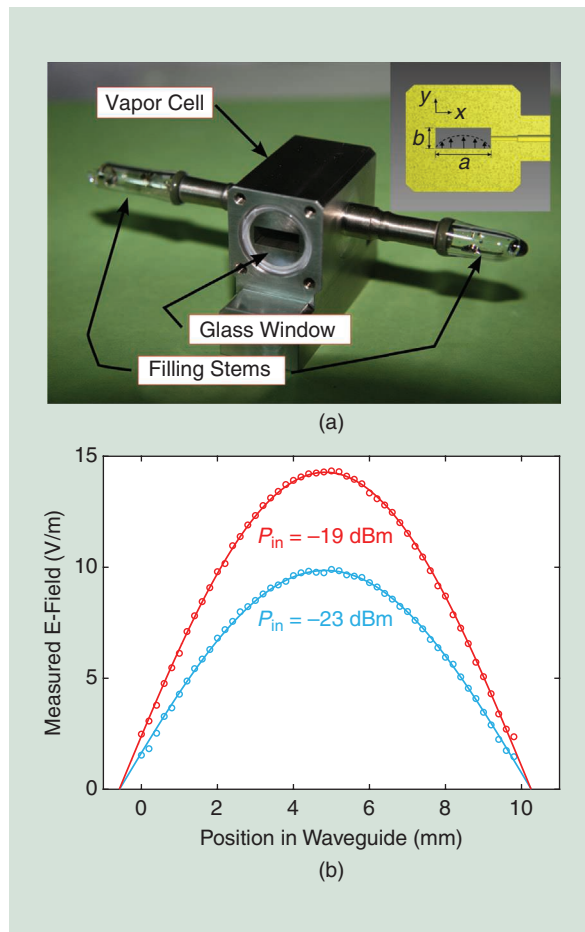 Vapor Cell
y
x
b
a
Glass Window
Filling Stems
(a)
15
10
5
0
Measured E-Field (V/m)
P_in = −19 dBm
P_in = −23 dBm
0 2 4 6 8 10
Position in Waveguide (mm)
(b)